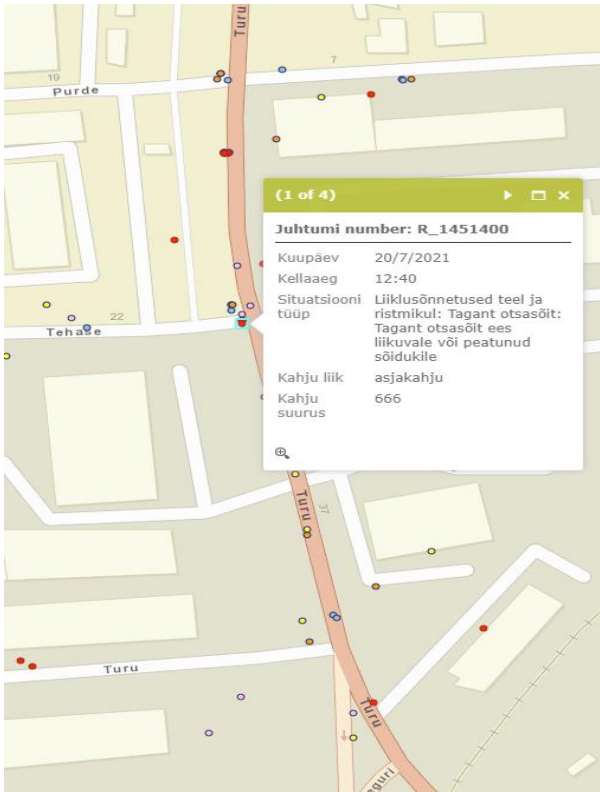 Turu
19
7
Purde
(1 of 4)
Juhtumi number: R_1451400
Kuupäev 20/7/2021
Kellaaeg 12:40
Situatsiooni Liiklusõnnetused teel ja
tüüp ristmikul: Tagant otsasõit:
Tagant otsasõit ees
liikuvale või peatunud
sõidukile
Kahju liik asjakahju
Kahju 666
suurus
22
Tehase
Turu
37
Turu
Turu